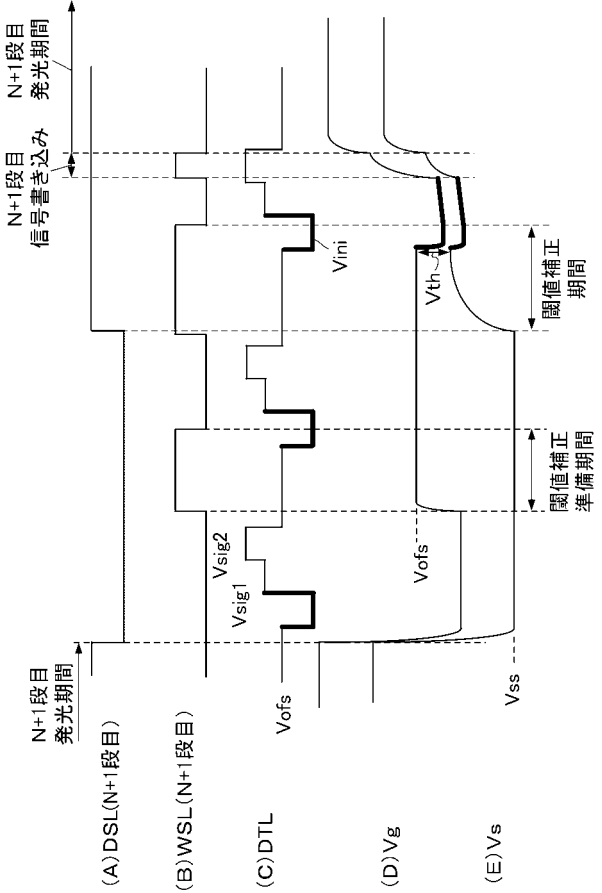 N+1段目
発光期間
N+1段目
信号書き込み
N+1段目
発光期間
(A)DSL(N+1段目)
(B)WSL(N+1段目)
(C)DTL
Vofs
Vsig1
Vsig2
Vini
(D)Vg
Vofs
Vth
(E)Vs
Vss
閾値補正
準備期間
閾値補正
期間